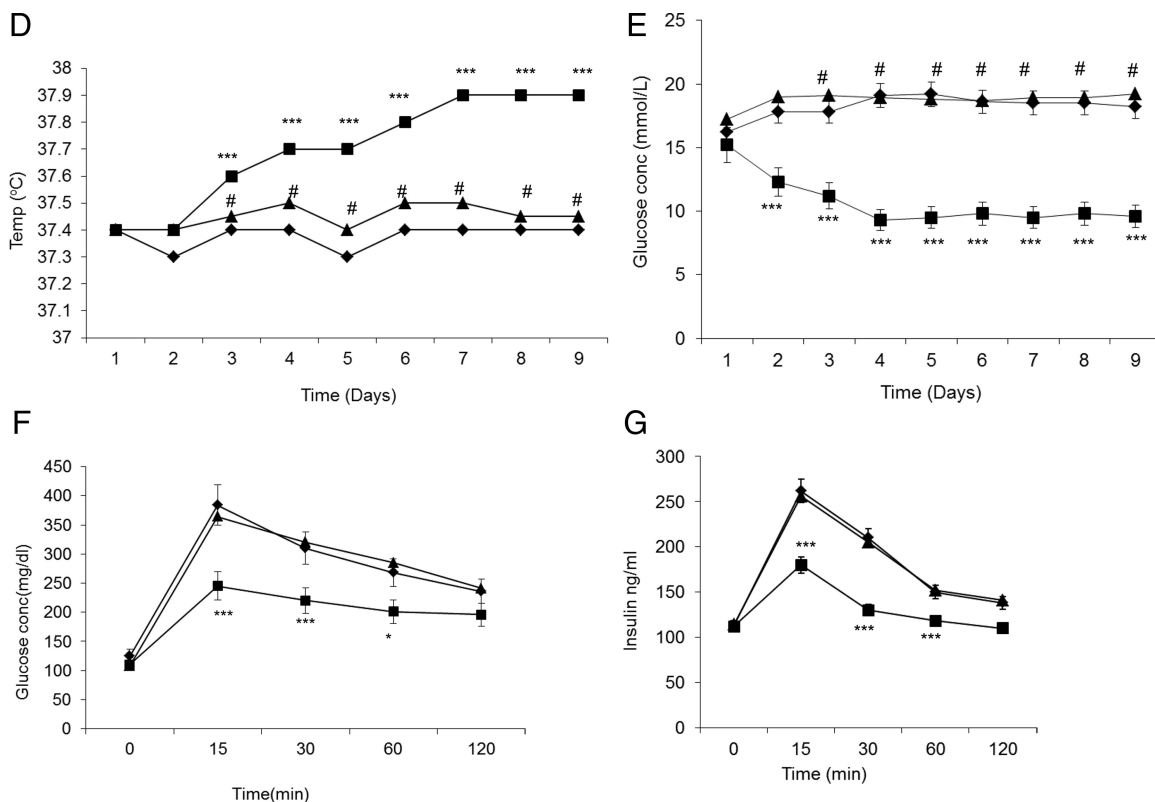 D
38
37.9
37.8
37.7
37.6
37.5
37.4
37.3
37.2
37.1
37
Temp (oC)
*** *** *** *** *** *** ***
# # # # # # #
1 2 3 4 5 6 7 8 9
Time (Days)
E
25
20
15
10
5
0
Glucose conc (mmol/L)
# # # # # # #
*** *** *** *** *** *** *** ***
1 2 3 4 5 6 7 8 9
Time (Days)
F
450
400
350
300
250
200
150
100
50
0
Glucose conc(mg/dl)
*** *** *
0 15 30 60 120
Time(min)
G
300
250
200
150
100
50
0
Insulin ng/ml
***
*** ***
0 15 30 60 120
Time (min)